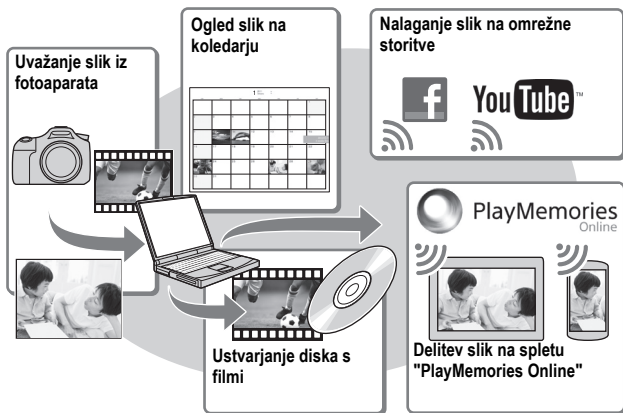 Uvažanje slik iz
fotoaparata
Ogled slik na
koledarju
Nalaganje slik na omrežne
storitve
f
You Tube™
PlayMemories
Online
Delitev slik na spletu
"PlayMemories Online"
Ustvarjanje diska s
filmi